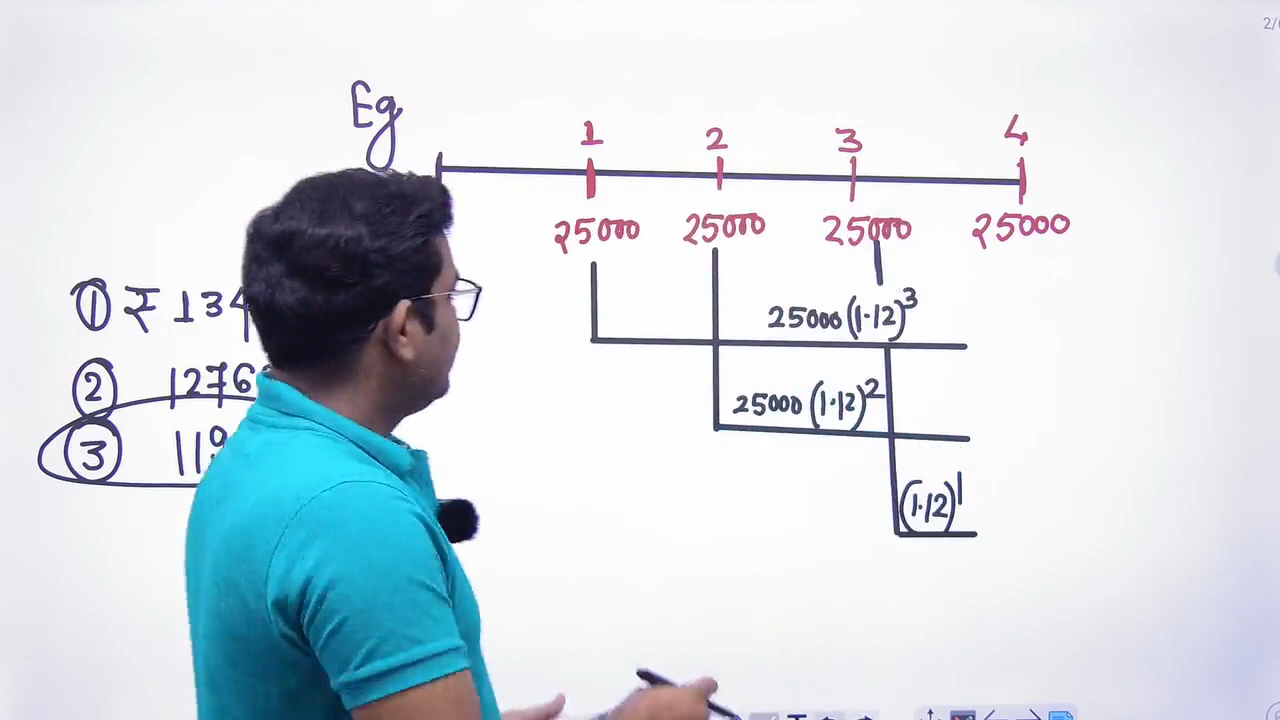 Eg
1 2 3 4
25000 25000 25000 25000
① ₹ 134
25000 (1.12)³
② 1276
25000 (1.12)²
③ 11
(1.12)¹